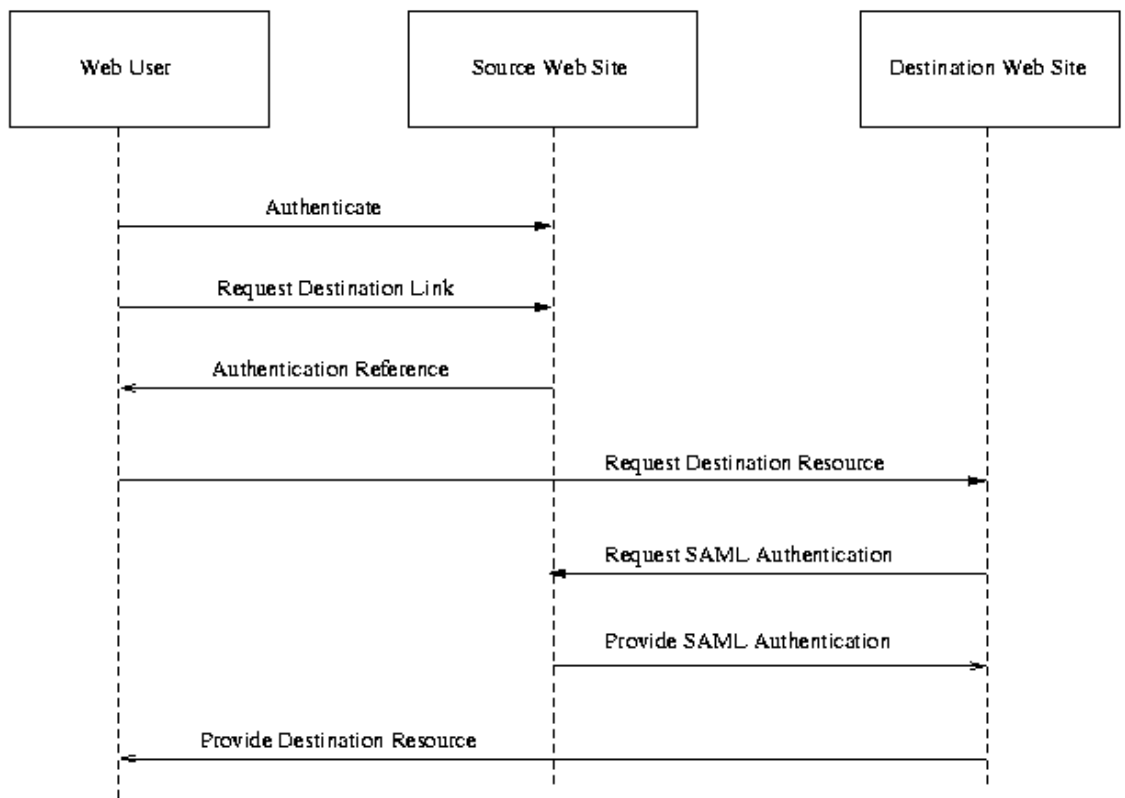 Web User
Source Web Site
Destination Web Site
Authenticate
Request Destination Link
Authentication Reference
Request Destination Resource
Request SAML Authentication
Provide SAML Authentication
Provide Destination Resource